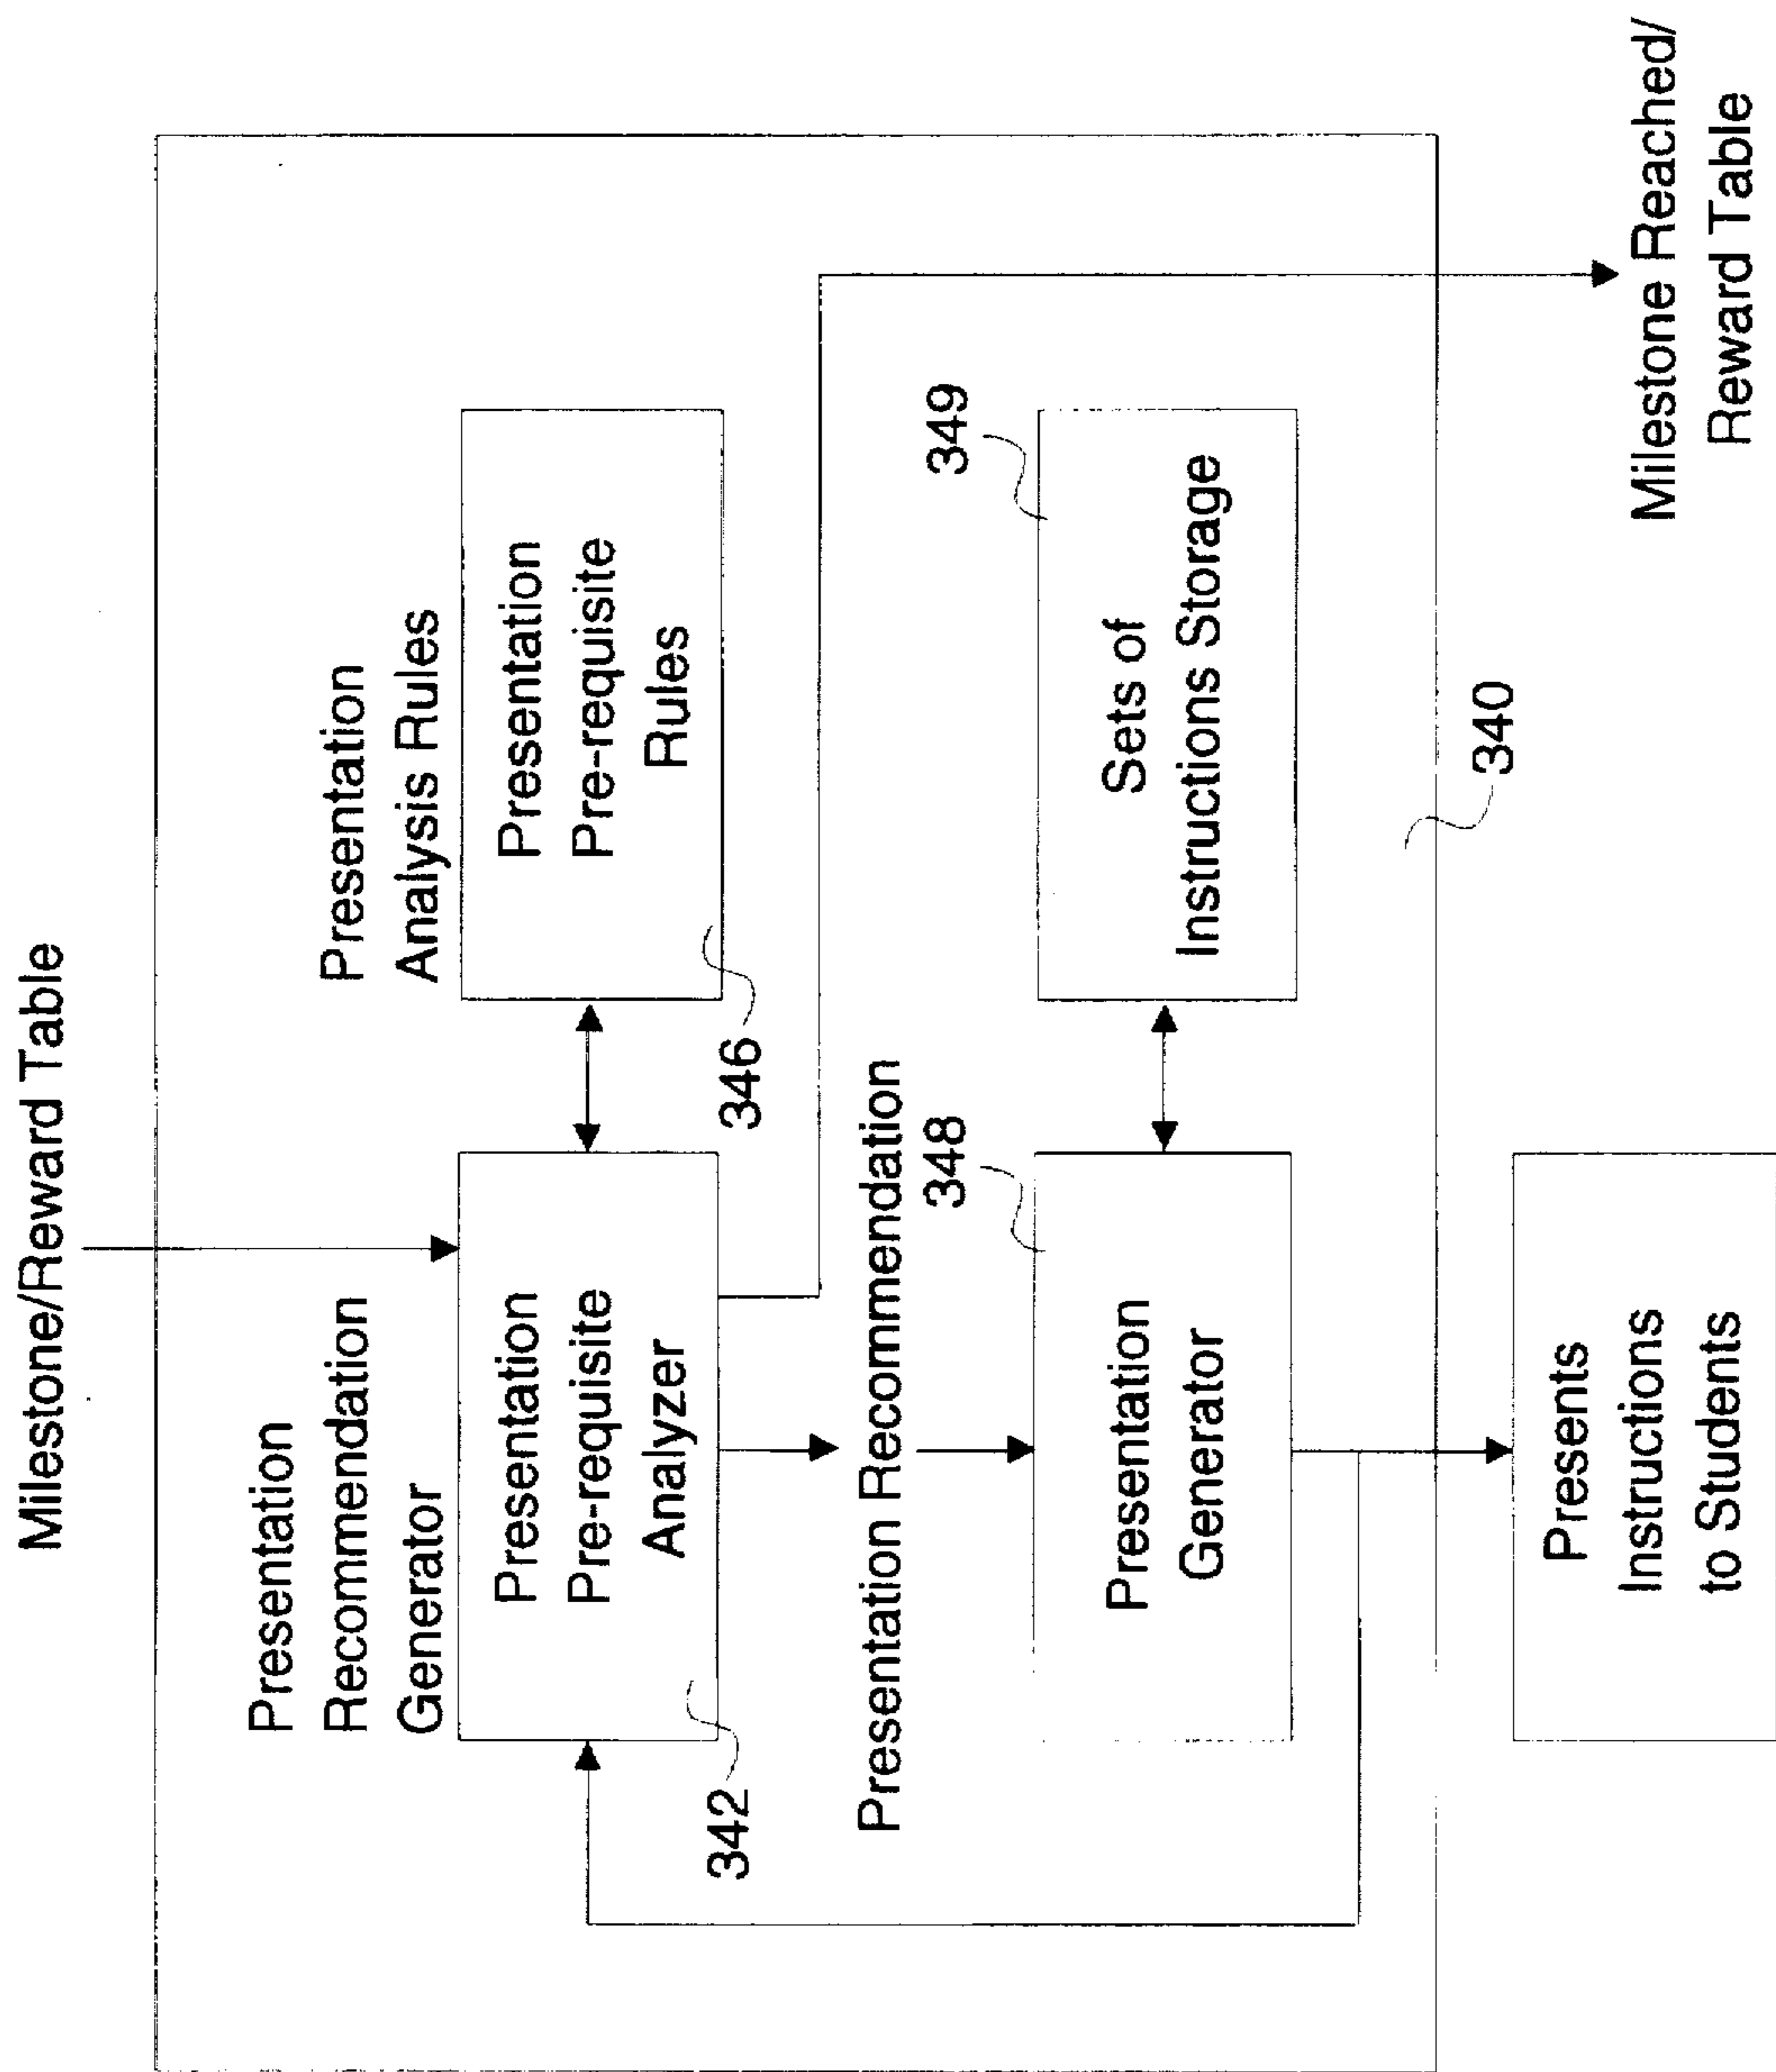 Milestone/Reward Table
Presentation
Recommendation
Generator
Presentation
Analysis Rules
Presentation
Pre-requisite
Analyzer
Presentation
Pre-requisite
Rules
342
346
Presentation Recommendation
348
349
Presentation
Generator
Sets of
Instructions Storage
340
Presents
Instructions
to Students
Milestone Reached/
Reward Table